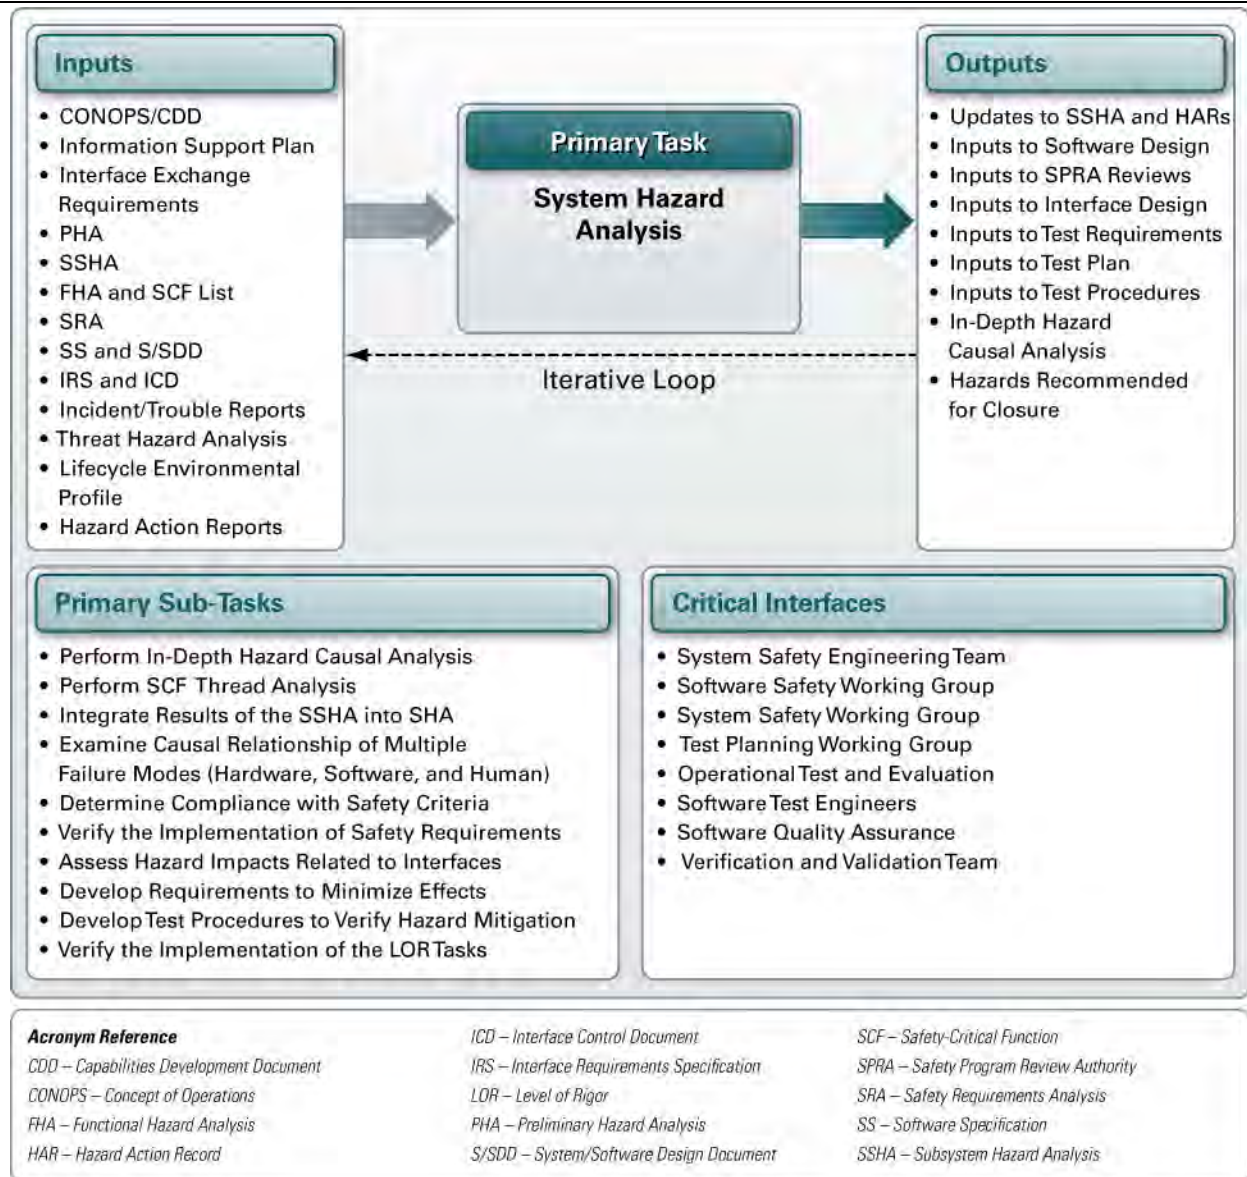 Inputs
• CONOPS/CDD
• Information Support Plan
• Interface Exchange
Requirements
• PHA
• SSHA
• FHA and SCF List
• SRA
• SS and S/SDD
• IRS and ICD
• Incident/Trouble Reports
• Threat Hazard Analysis
• Lifecycle Environmental
Profile
• Hazard Action Reports
Primary Task
System Hazard
Analysis
Iterative Loop
Outputs
• Updates to SSHA and HARs
• Inputs to Software Design
• Inputs to SPRA Reviews
• Inputs to Interface Design
• Inputs to Test Requirements
• Inputs to Test Plan
• Inputs to Test Procedures
• In-Depth Hazard
Causal Analysis
• Hazards Recommended
for Closure
Primary Sub-Tasks
• Perform In-Depth Hazard Causal Analysis
• Perform SCF Thread Analysis
• Integrate Results of the SSHA into SHA
• Examine Causal Relationship of Multiple
Failure Modes (Hardware, Software, and Human)
• Determine Compliance with Safety Criteria
• Verify the Implementation of Safety Requirements
• Assess Hazard Impacts Related to Interfaces
• Develop Requirements to Minimize Effects
• Develop Test Procedures to Verify Hazard Mitigation
• Verify the Implementation of the LOR Tasks
Critical Interfaces
• System Safety Engineering Team
• Software Safety Working Group
• System Safety Working Group
• Test Planning Working Group
• Operational Test and Evaluation
• Software Test Engineers
• Software Quality Assurance
• Verification and Validation Team
Acronym Reference
CDD – Capabilities Development Document
CONOPS – Concept of Operations
FHA – Functional Hazard Analysis
HAR – Hazard Action Record
ICD – Interface Control Document
IRS – Interface Requirements Specification
LOR – Level of Rigor
PHA – Preliminary Hazard Analysis
S/SDD – System/Software Design Document
SCF – Safety-Critical Function
SPRA – Safety Program Review Authority
SRA – Safety Requirements Analysis
SS – Software Specification
SSHA – Subsystem Hazard Analysis